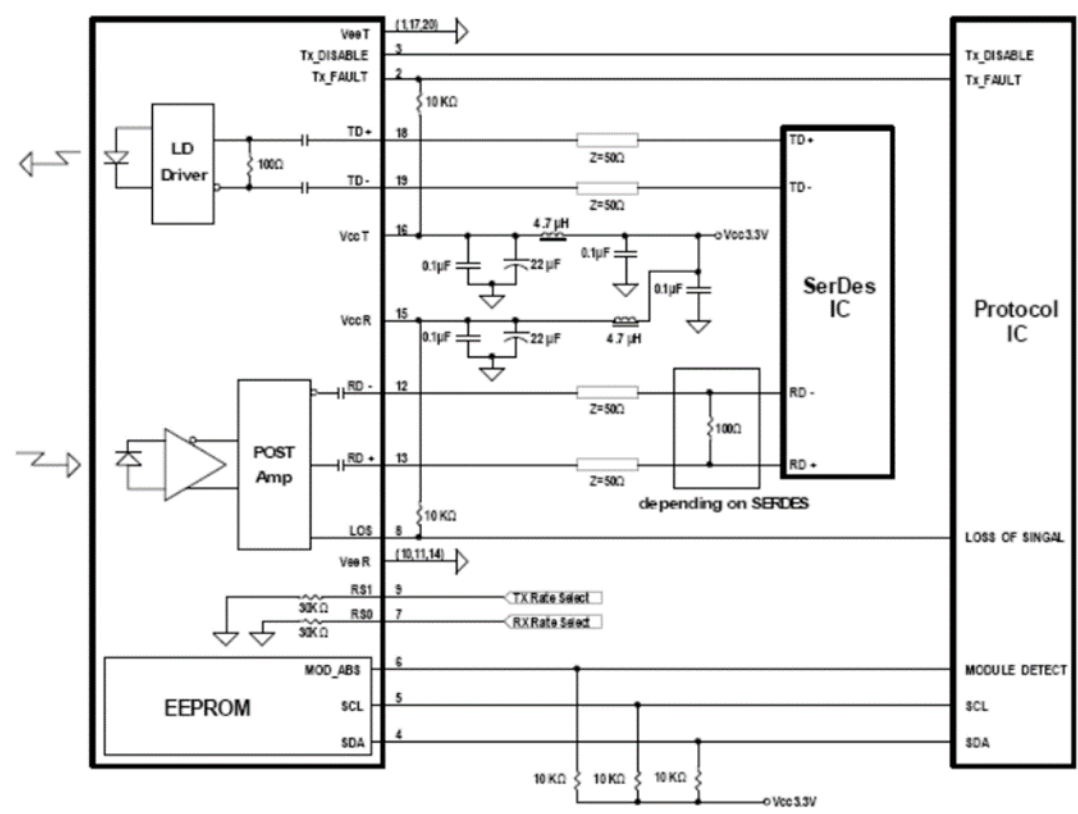 VeeT
(1,17,20)
Tx_DISABLE
3
Tx_DISABLE
Tx_FAULT
2
Tx_FAULT
10 KΩ
LD
Driver
100Ω
TD+
18
Z=50Ω
TD+
TD -
19
Z=50Ω
TD-
VccT
16
4.7 µH
Vcc3.3V
0.1µF
22 µF
0.1µF
0.1µF
SerDes
IC
Protocol
IC
VccR
15
0.1µF
22 µF
4.7 µH
RD -
12
Z=50Ω
RD -
100Ω
POST
Amp
RD +
13
Z=50Ω
RD +
depending on SERDES
10 KΩ
LOS
8
LOSS OF SINGAL
VeeR
(10,11,14)
RS1
9
TX Rate Select
30KΩ
RS0
7
RX Rate Select
30KΩ
EEPROM
MOD_ABS
6
MODULE DETECT
SCL
5
SCL
SDA
4
SDA
10 KΩ
10 KΩ
10 KΩ
Vcc3.3V